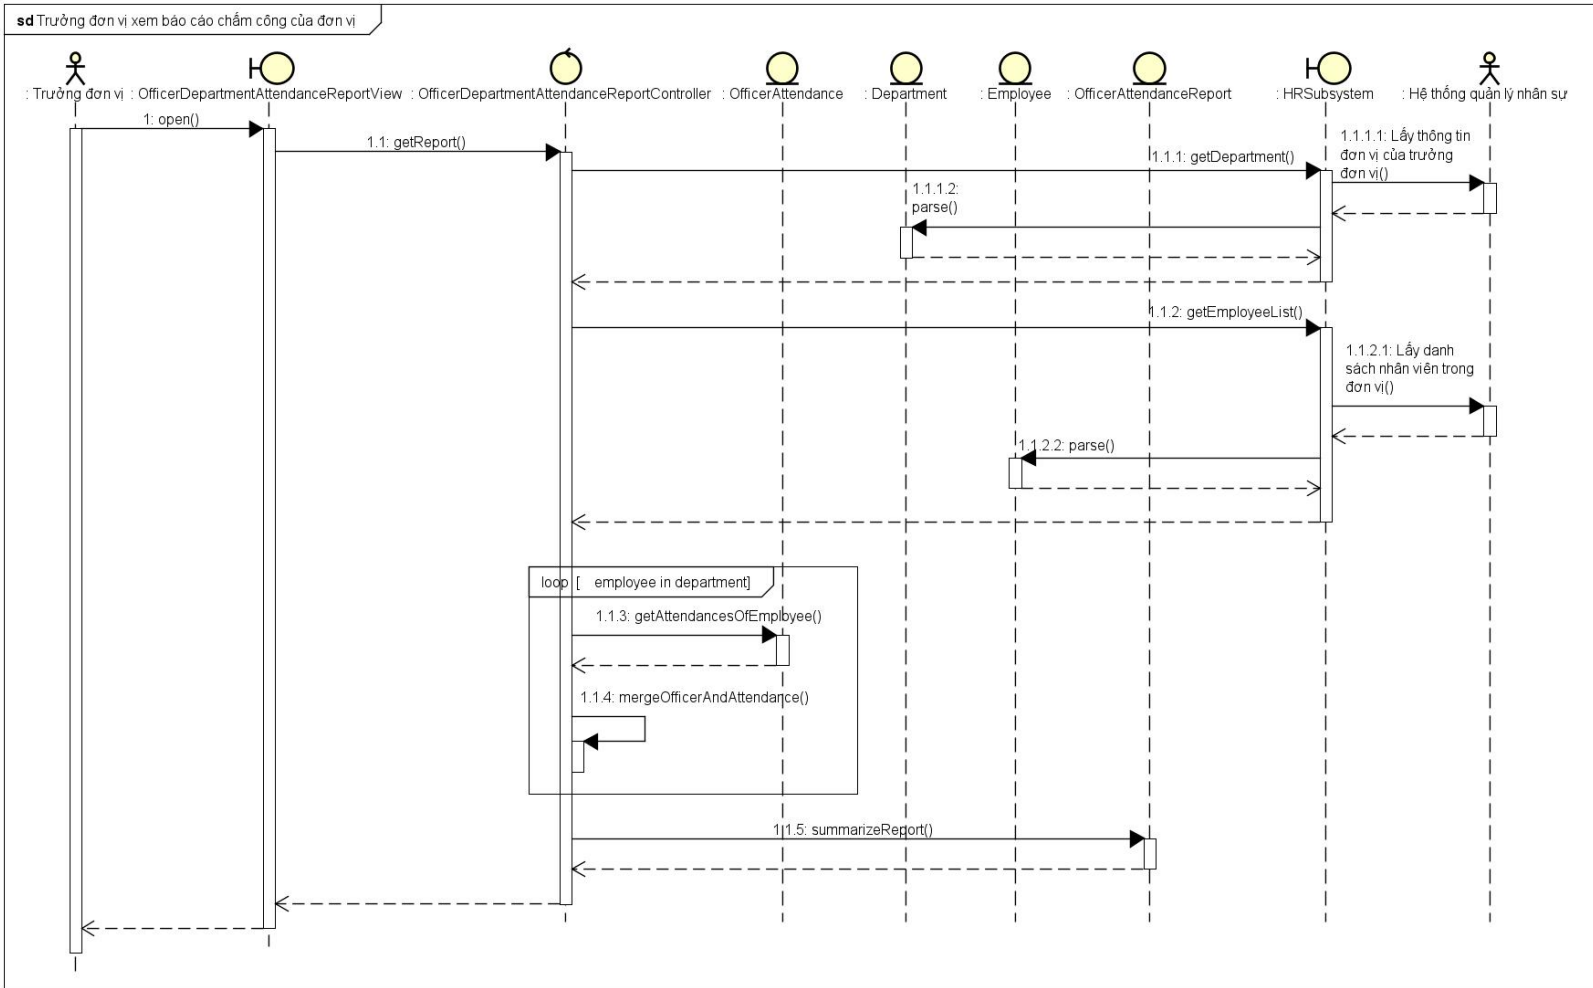 sd Trưởng đơn vị xem báo cáo chấm công của đơn vị
: Trưởng đơn vị
: OfficerDepartmentAttendanceReportView
: OfficerDepartmentAttendanceReportController
: OfficerAttendance
: Department
: Employee
: OfficerAttendanceReport
: HRSubsystem
: Hệ thống quản lý nhân sự
1: open()
1.1: getReport()
1.1.1: getDepartment()
1.1.1.1: Lấy thông tin
đơn vị của trưởng
đơn vị()
1.1.1.2:
parse()
1.1.2: getEmployeeList()
1.1.2.1: Lấy danh
sách nhân viên trong
đơn vị()
1.1.2.2: parse()
loop [ employee in department]
1.1.3: getAttendancesOfEmployee()
1.1.4: mergeOfficerAndAttendance()
1.1.5: summarizeReport()